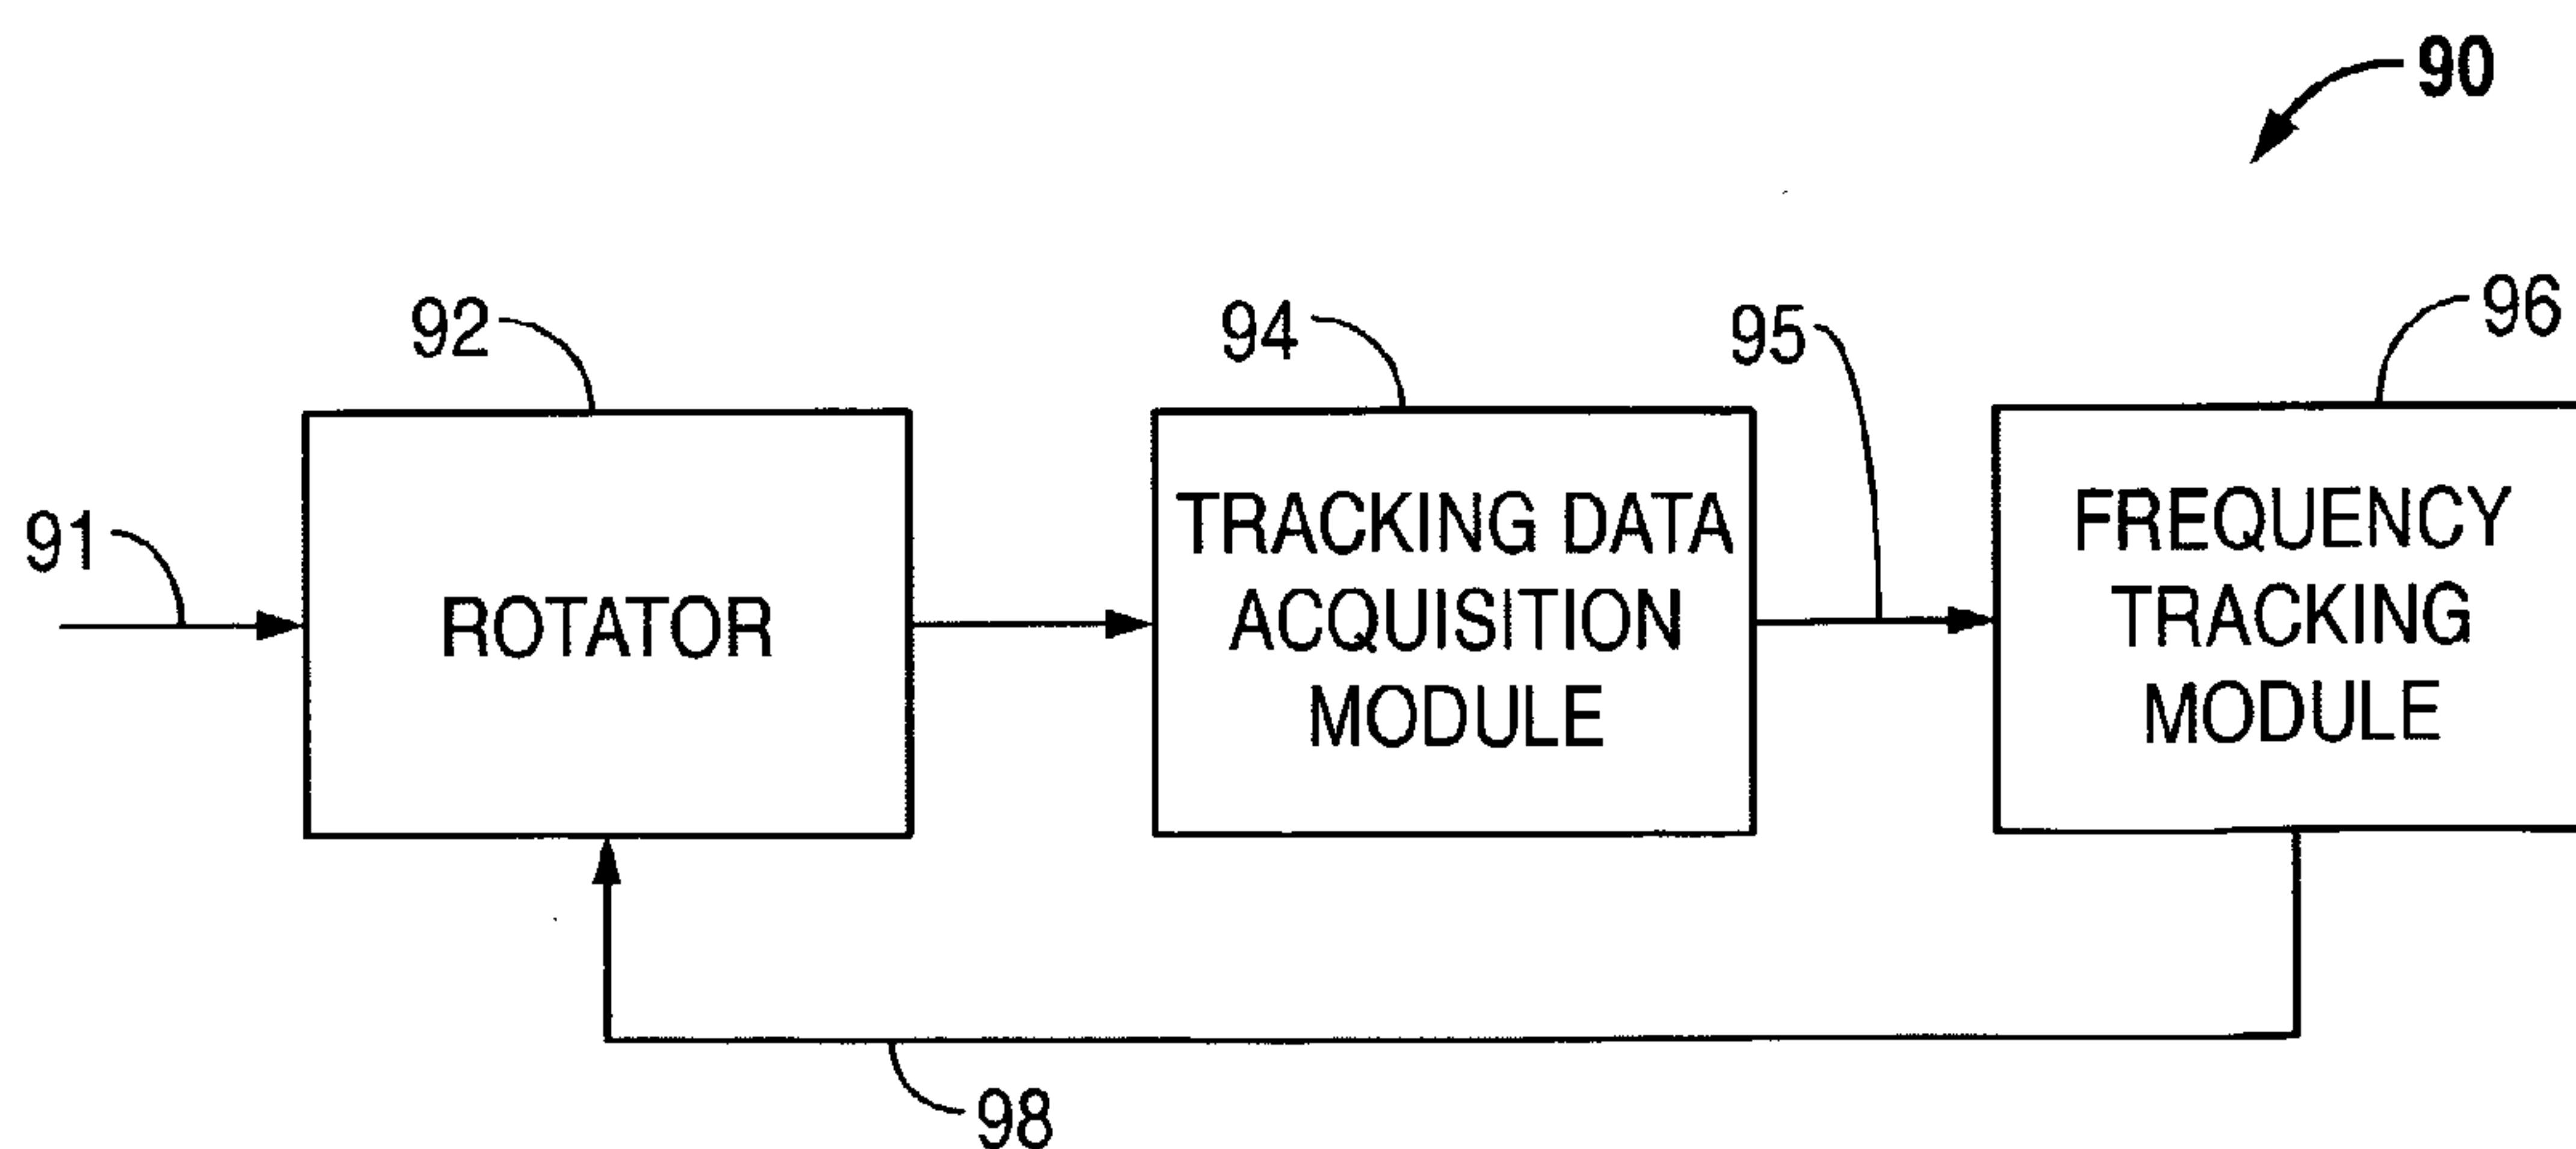 90
92
94
95
96
91
ROTATOR
TRACKING DATA
ACQUISITION
MODULE
FREQUENCY
TRACKING
MODULE
98